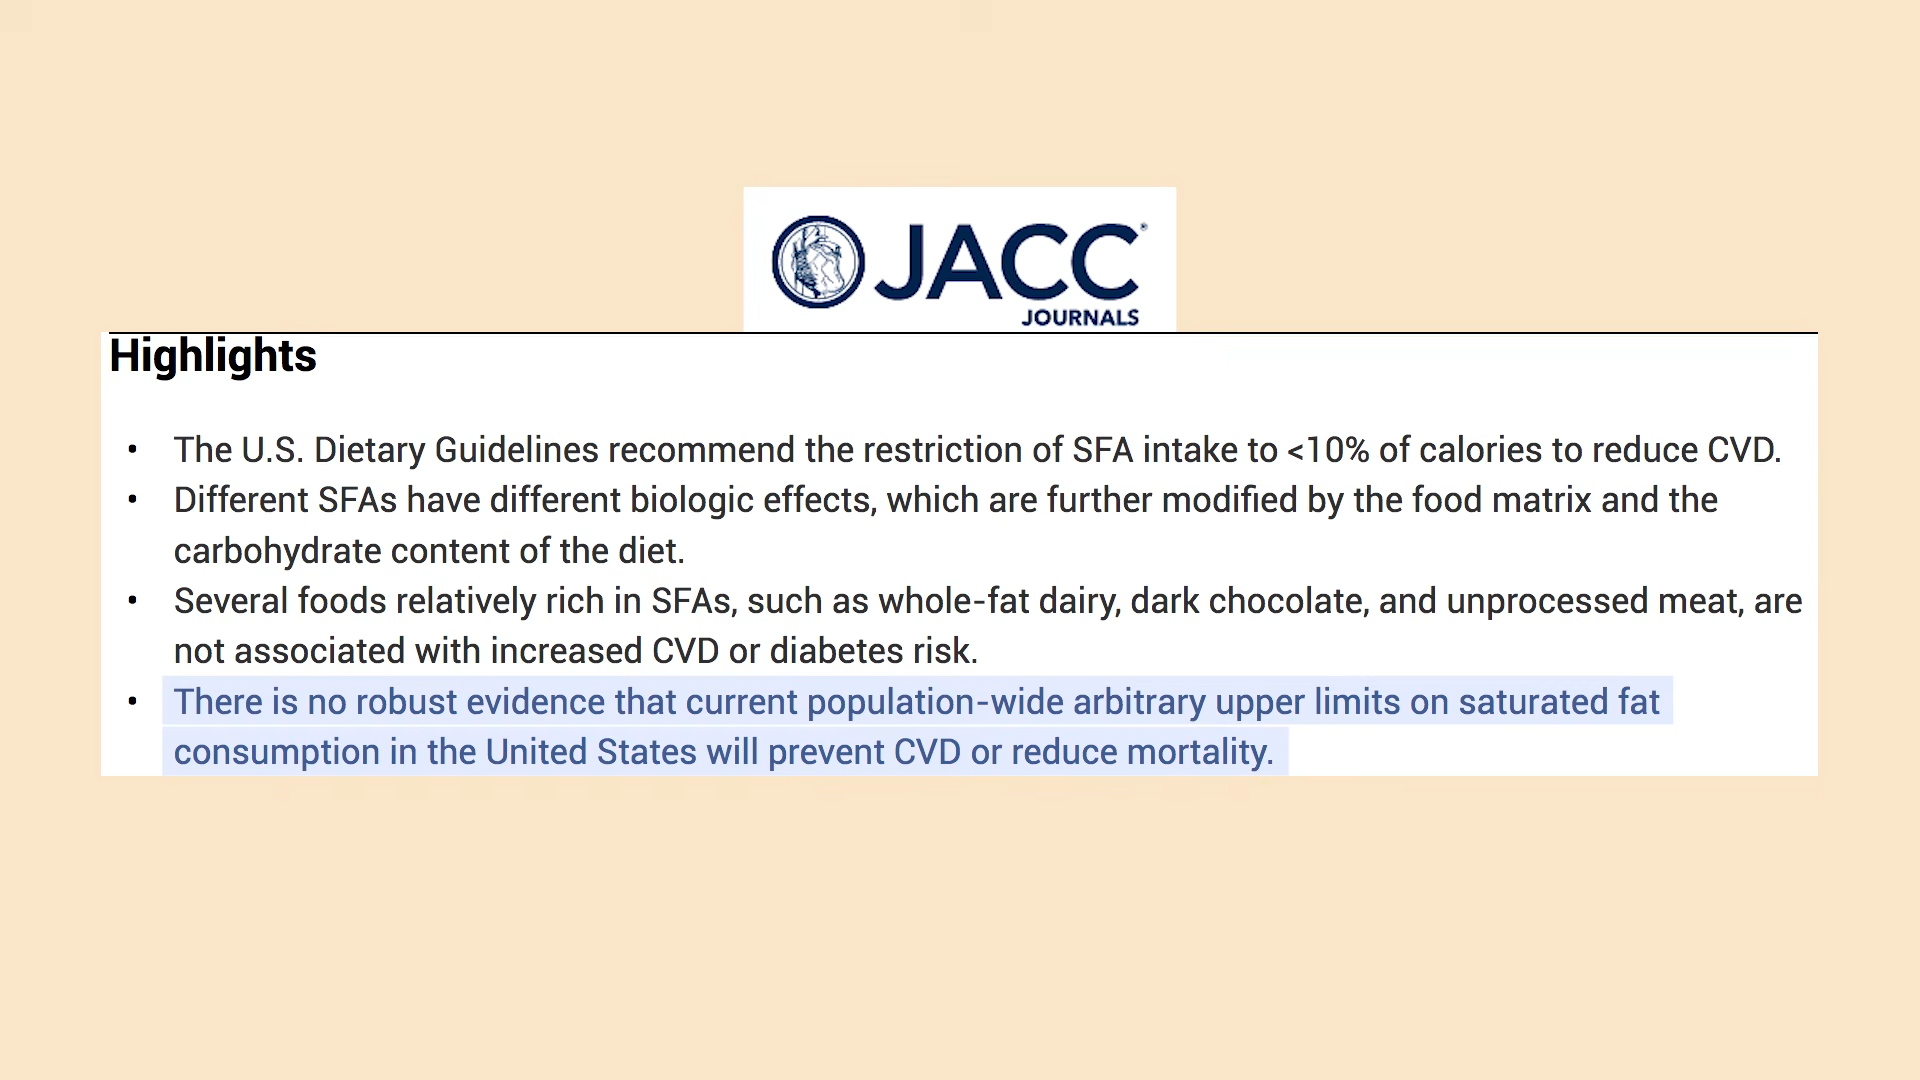 JACC
JOURNALS
Highlights
• The U.S. Dietary Guidelines recommend the restriction of SFA intake to <10% of calories to reduce CVD.
• Different SFAs have different biologic effects, which are further modified by the food matrix and the
carbohydrate content of the diet.
• Several foods relatively rich in SFAs, such as whole-fat dairy, dark chocolate, and unprocessed meat, are
not associated with increased CVD or diabetes risk.
• There is no robust evidence that current population-wide arbitrary upper limits on saturated fat
consumption in the United States will prevent CVD or reduce mortality.